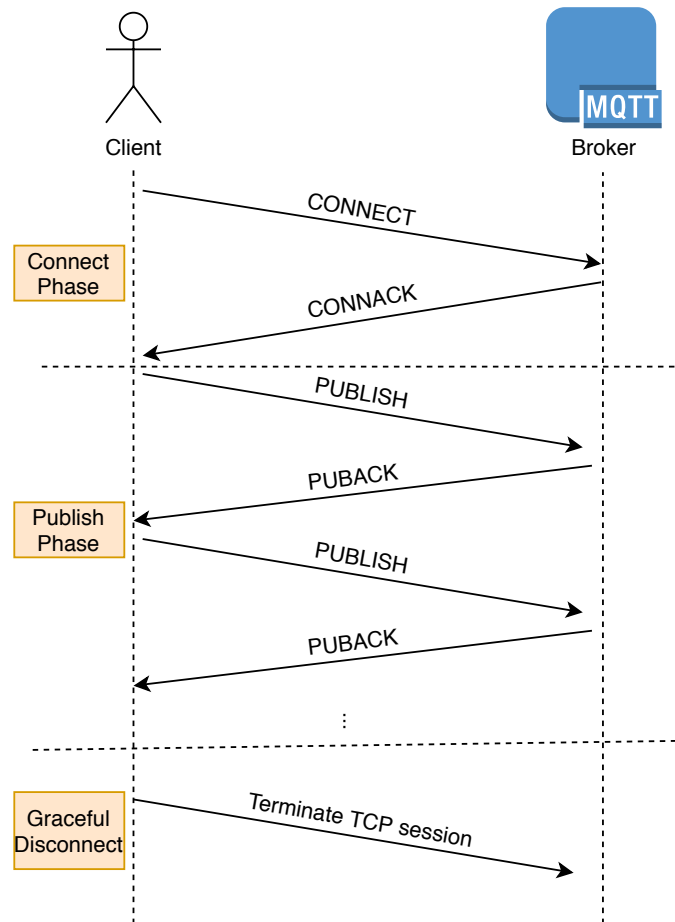 MQTT
Client
Broker
CONNECT
Connect
Phase
CONNACK
PUBLISH
PUBACK
Publish
Phase
PUBLISH
PUBACK
...
Terminate TCP session
Graceful
Disconnect